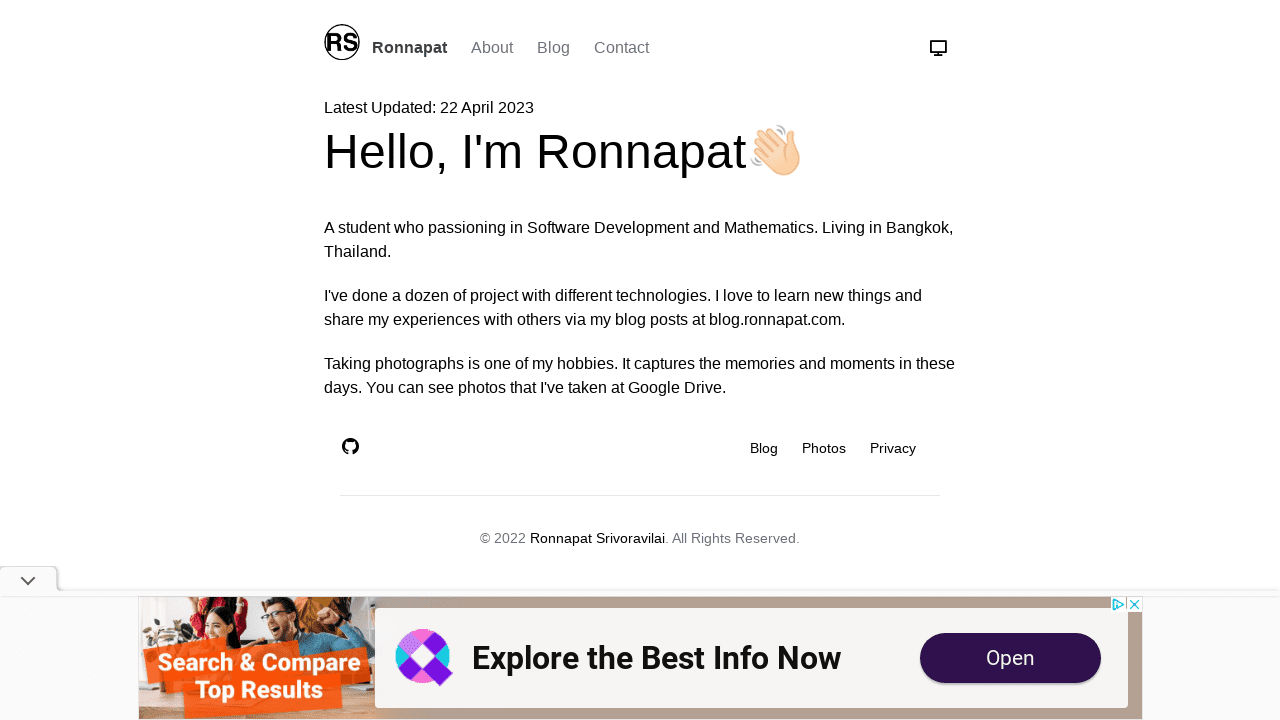 RS
Ronnapat About Blog Contact
Latest Updated: 22 April 2023
Hello, I'm Ronnapat👋🏻
A student who passioning in Software Development and Mathematics. Living in Bangkok,
Thailand.
I've done a dozen of project with different technologies. I love to learn new things and
share my experiences with others via my blog posts at blog.ronnapat.com.
Taking photographs is one of my hobbies. It captures the memories and moments in these
days. You can see photos that I've taken at Google Drive.
Blog Photos Privacy
© 2022 Ronnapat Srivoravilai. All Rights Reserved.
Search & Compare
Top Results
Explore the Best Info Now
Open